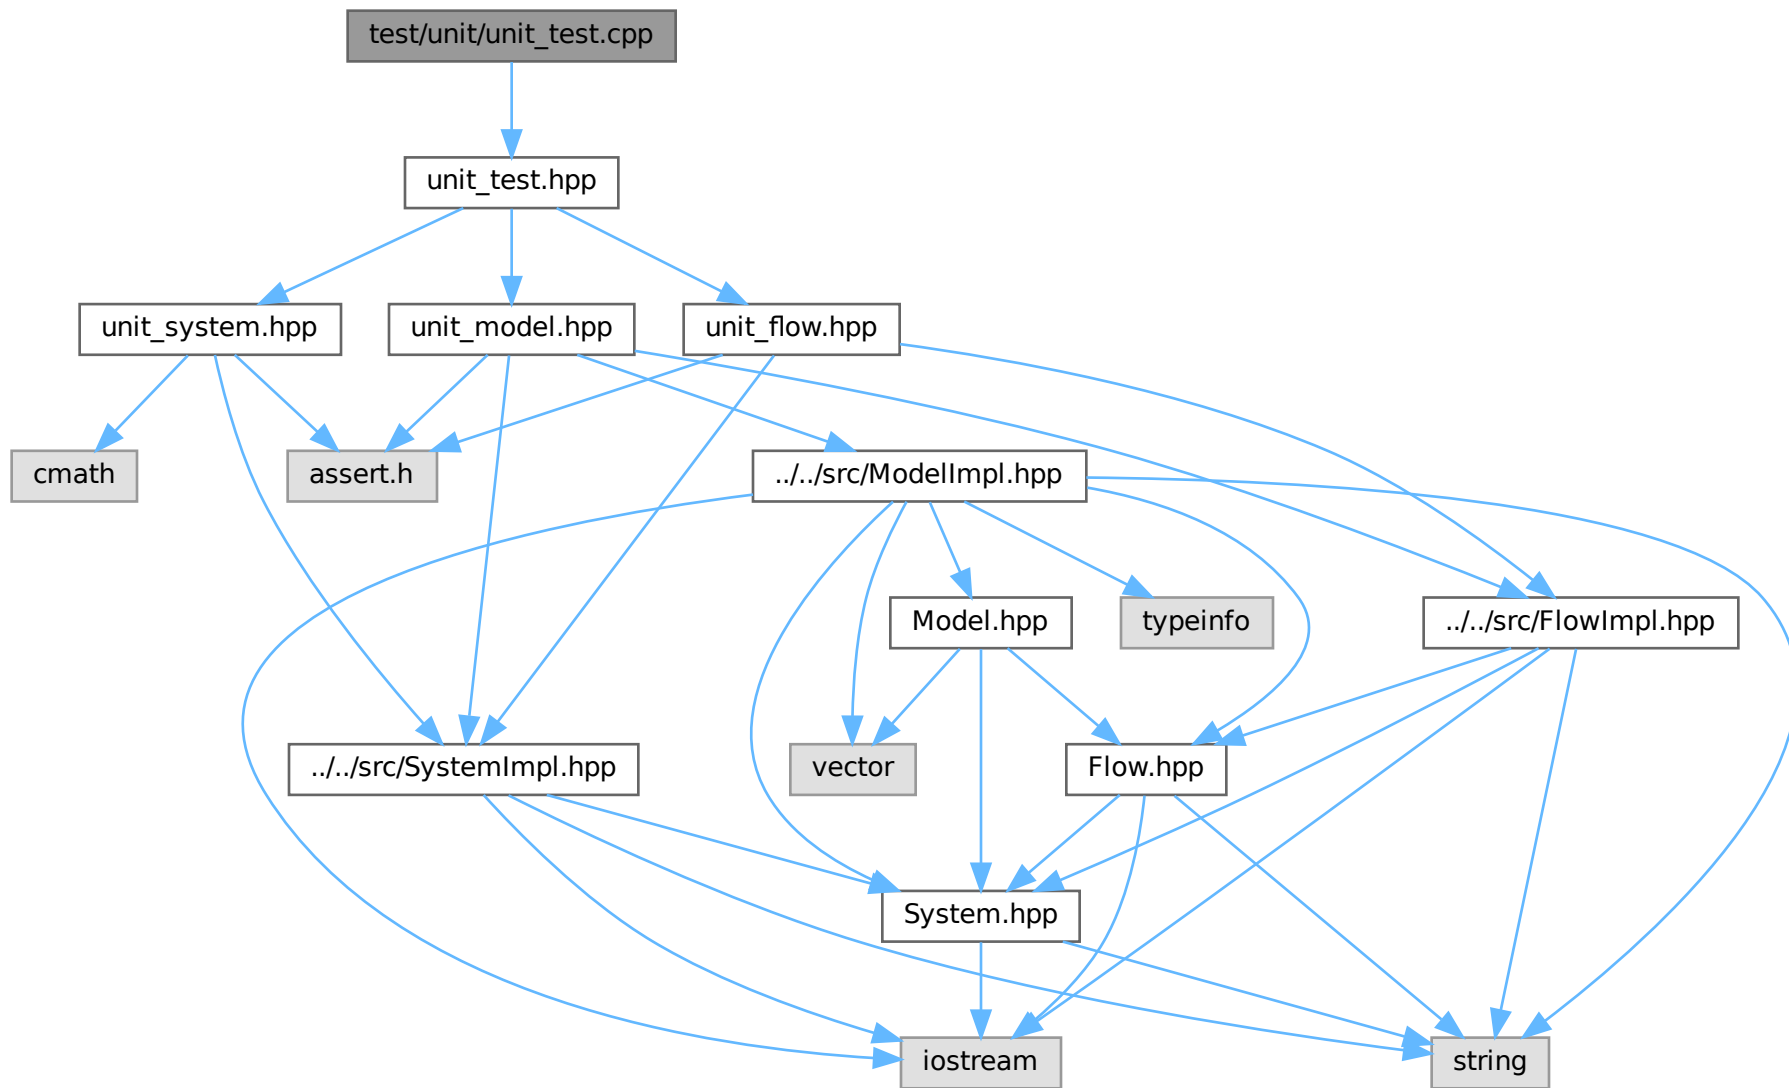 test/unit/unit_test.cpp
unit_test.hpp
unit_system.hpp
unit_model.hpp
unit_flow.hpp
cmath
assert.h
../../src/ModelImpl.hpp
Model.hpp
typeinfo
../../src/FlowImpl.hpp
../../src/SystemImpl.hpp
vector
Flow.hpp
System.hpp
iostream
string